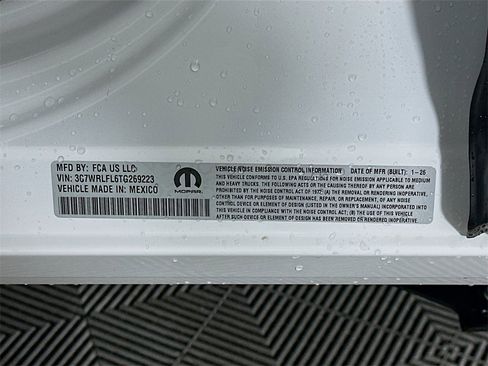 MFD BY: FCA US LLC
VIN: 3C7WRLFL6TG269223
VEHICLE MADE IN: MEXICO
MOPAR
VEHICLE NOISE EMISSION CONTROL INFORMATION DATE OF MFR (BUILT): 1-26
THIS VEHICLE CONFORMS TO U.S. EPA REGULATIONS FOR NOISE EMISSION APPLICABLE TO MEDIUM
AND HEAVY TRUCKS. THE FOLLOWING ACTS OR THE CAUSING THEREOF BY ANY PERSON ARE
PROHIBITED BY THE NOISE CONTROL ACT OF 1972: (A) THE REMOVAL OR RENDERING
INOPERATIVE, OTHER THAN FOR PURPOSES OF MAINTENANCE, REPAIR, OR REPLACEMENT, OF ANY NOISE
CONTROL DEVICE OR ELEMENT OF DESIGN (LISTED IN THE OWNER'S MANUAL) INCORPORATED INTO
THIS VEHICLE IN COMPLIANCE WITH THE NOISE CONTROL ACT, (B) THE USE OF THIS VEHICLE AFTER
SUCH DEVICE OR ELEMENT OF DESIGN HAS BEEN REMOVED OR RENDERED INOPERATIVE.